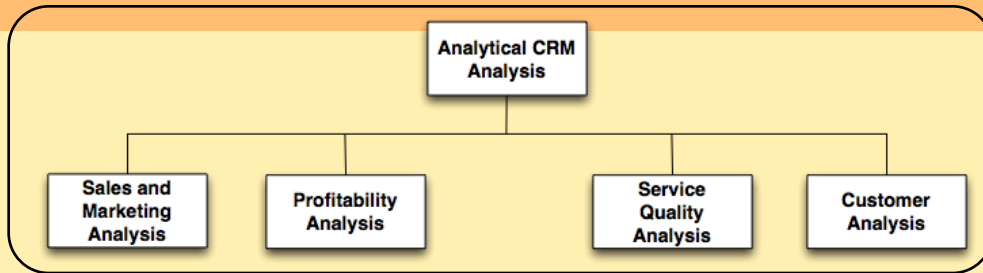 Analytical CRM
Analysis
Sales and
Marketing
Analysis
Profitability
Analysis
Service
Quality
Analysis
Customer
Analysis